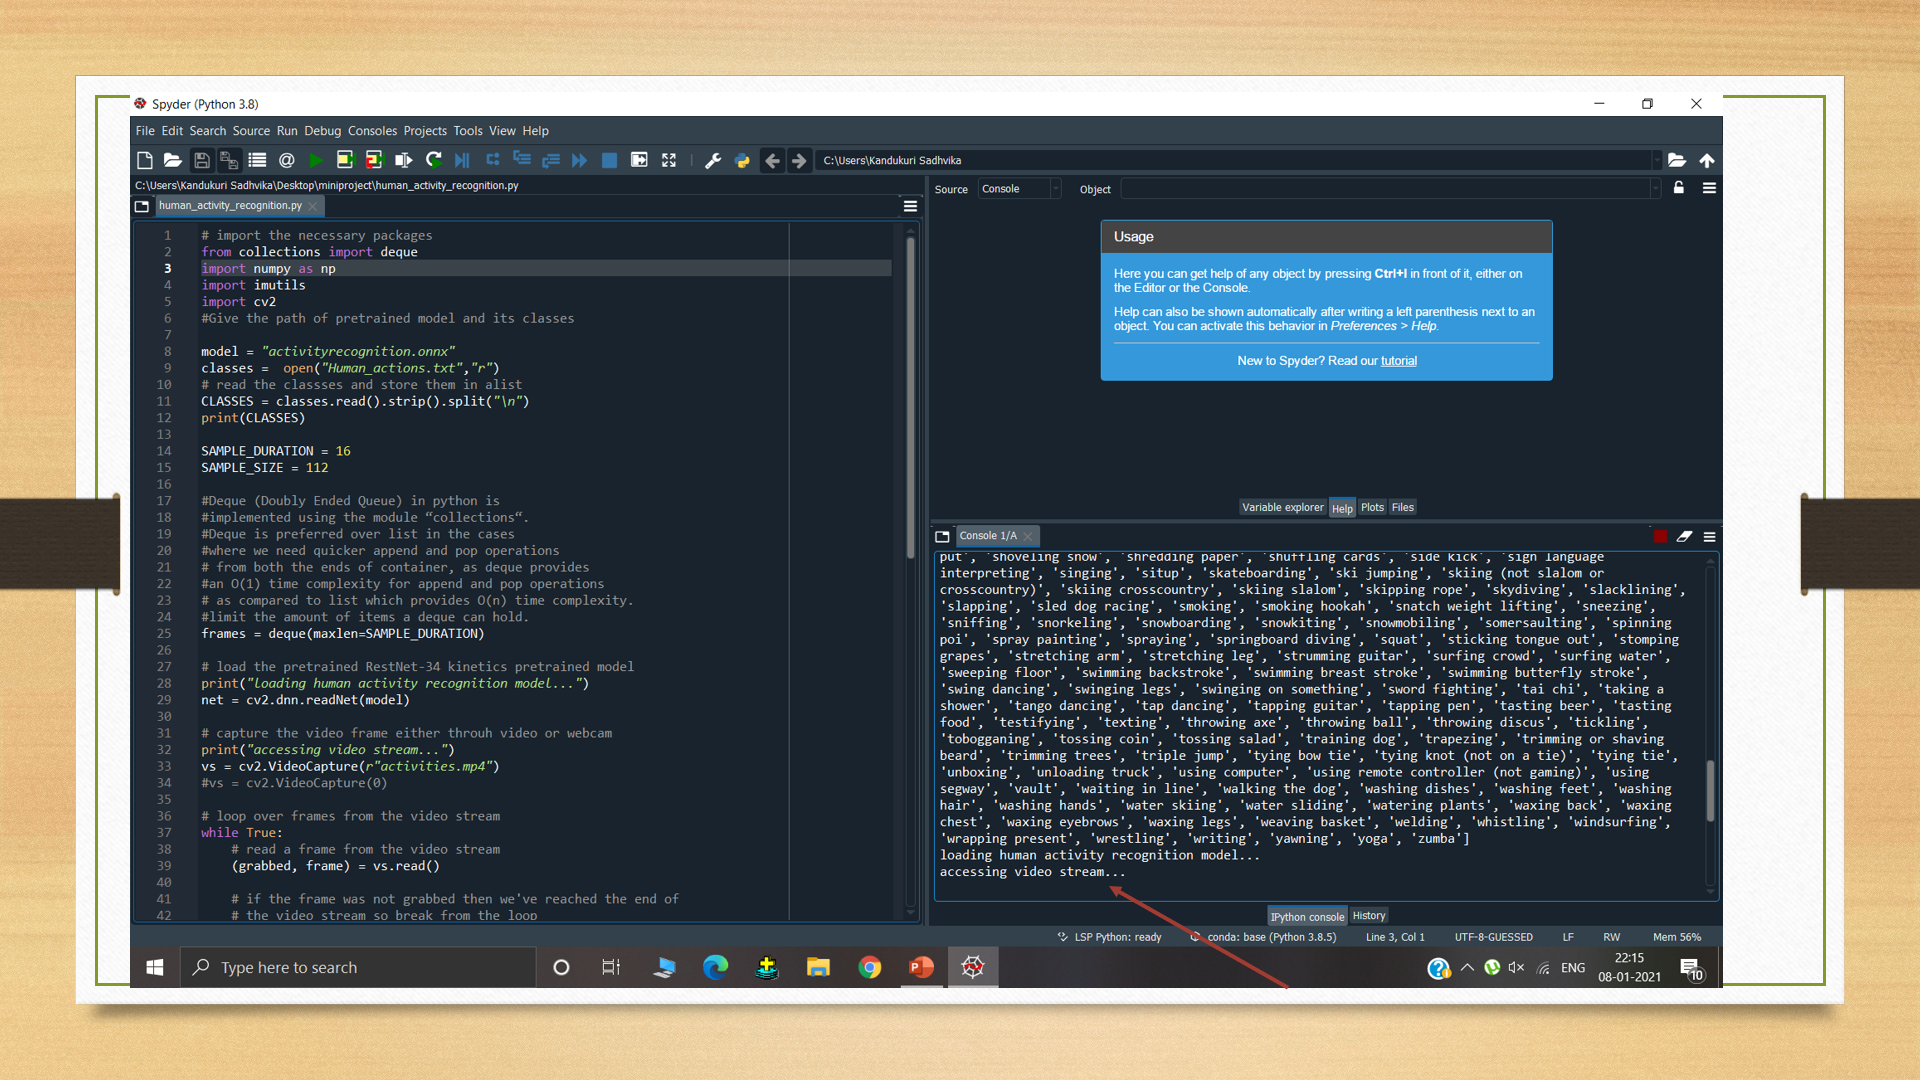 Spyder (Python 3.8)
File Edit Search Source Run Debug Consoles Projects Tools View Help
C:\Users\Kandukuri Sadhvika
C:\Users\Kandukuri Sadhvika\Desktop\miniproject\human_activity_recognition.py
human_activity_recognition.py
1 # import the necessary packages
2 from collections import deque
3 import numpy as np
4 import imutils
5 import cv2
6 #Give the path of pretrained model and its classes
7
8 model = "activityrecognition.onnx"
9 classes =  open("Human_actions.txt","r")
10 # read the classses and store them in alist
11 CLASSES = classes.read().strip().split("\n")
12 print(CLASSES)
13
14 SAMPLE_DURATION = 16
15 SAMPLE_SIZE = 112
16
17 #Deque (Doubly Ended Queue) in python is
18 #implemented using the module “collections“.
19 #Deque is preferred over list in the cases
20 #where we need quicker append and pop operations
21 # from both the ends of container, as deque provides
22 #an O(1) time complexity for append and pop operations
23 # as compared to list which provides O(n) time complexity.
24 #limit the amount of items a deque can hold.
25 frames = deque(maxlen=SAMPLE_DURATION)
26
27 # load the pretrained RestNet-34 kinetics pretrained model
28 print("loading human activity recognition model...")
29 net = cv2.dnn.readNet(model)
30
31 # capture the video frame either throuh video or webcam
32 print("accessing video stream...")
33 vs = cv2.VideoCapture(r"activities.mp4")
34 #vs = cv2.VideoCapture(0)
35
36 # loop over frames from the video stream
37 while True:
38     # read a frame from the video stream
39     (grabbed, frame) = vs.read()
40
41     # if the frame was not grabbed then we've reached the end of
42     # the video stream so break from the loop
Source Console Object
Usage
Here you can get help of any object by pressing Ctrl+I in front of it, either on
the Editor or the Console.
Help can also be shown automatically after writing a left parenthesis next to an
object. You can activate this behavior in Preferences > Help.
New to Spyder? Read our tutorial
Variable explorer Help Plots Files
Console 1/A
put', 'shoveling snow', 'shredding paper', 'shuffling cards', 'side kick', 'sign language
interpreting', 'singing', 'situp', 'skateboarding', 'ski jumping', 'skiing (not slalom or
crosscountry)', 'skiing crosscountry', 'skiing slalom', 'skipping rope', 'skydiving', 'slacklining',
'slapping', 'sled dog racing', 'smoking', 'smoking hookah', 'snatch weight lifting', 'sneezing',
'sniffing', 'snorkeling', 'snowboarding', 'snowkiting', 'snowmobiling', 'somersaulting', 'spinning
poi', 'spray painting', 'spraying', 'springboard diving', 'squat', 'sticking tongue out', 'stomping
grapes', 'stretching arm', 'stretching leg', 'strumming guitar', 'surfing crowd', 'surfing water',
'sweeping floor', 'swimming backstroke', 'swimming breast stroke', 'swimming butterfly stroke',
'swing dancing', 'swinging legs', 'swinging on something', 'sword fighting', 'tai chi', 'taking a
shower', 'tango dancing', 'tap dancing', 'tapping guitar', 'tapping pen', 'tasting beer', 'tasting
food', 'testifying', 'texting', 'throwing axe', 'throwing ball', 'throwing discus', 'tickling',
'tobogganing', 'tossing coin', 'tossing salad', 'training dog', 'trapezing', 'trimming or shaving
beard', 'trimming trees', 'triple jump', 'tying bow tie', 'tying knot (not on a tie)', 'tying tie',
'unboxing', 'unloading truck', 'using computer', 'using remote controller (not gaming)', 'using
segway', 'vault', 'waiting in line', 'walking the dog', 'washing dishes', 'washing feet', 'washing
hair', 'washing hands', 'water skiing', 'water sliding', 'watering plants', 'waxing back', 'waxing
chest', 'waxing eyebrows', 'waxing legs', 'weaving basket', 'welding', 'whistling', 'windsurfing',
'wrapping present', 'wrestling', 'writing', 'yawning', 'yoga', 'zumba']
loading human activity recognition model...
accessing video stream...
IPython console History
LSP Python: ready conda: base (Python 3.8.5) Line 3, Col 1 UTF-8-GUESSED LF RW Mem 56%
Type here to search
ENG
22:15
08-01-2021
10